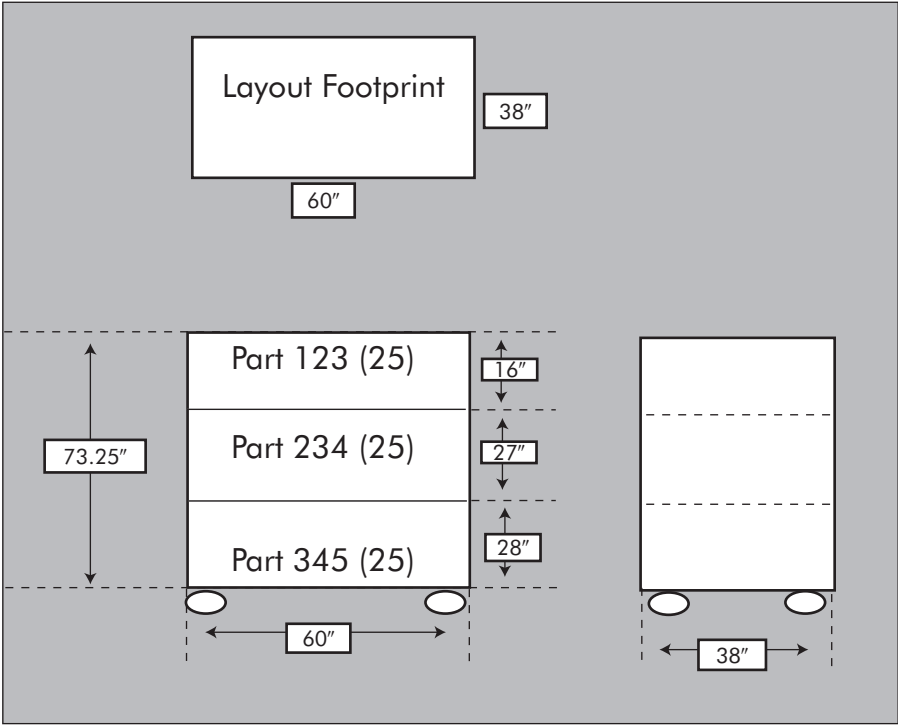 Layout Footprint
38”
60”
Part 123 (25)
16”
Part 234 (25)
27”
73.25”
Part 345 (25)
28”
60”
38”